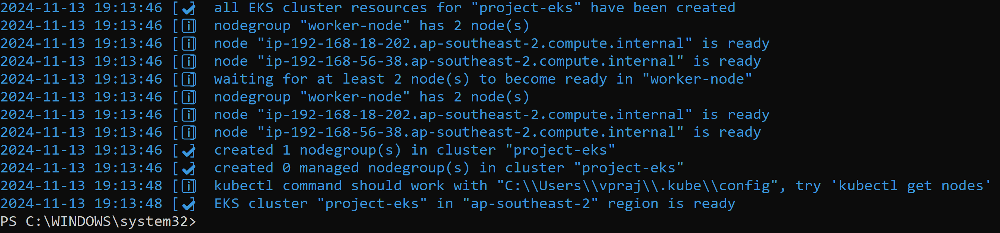 2024-11-13 19:13:46 [✔]  all EKS cluster resources for "project-eks" have been created
2024-11-13 19:13:46 [ℹ]  nodegroup "worker-node" has 2 node(s)
2024-11-13 19:13:46 [ℹ]  node "ip-192-168-18-202.ap-southeast-2.compute.internal" is ready
2024-11-13 19:13:46 [ℹ]  node "ip-192-168-56-38.ap-southeast-2.compute.internal" is ready
2024-11-13 19:13:46 [ℹ]  waiting for at least 2 node(s) to become ready in "worker-node"
2024-11-13 19:13:46 [ℹ]  nodegroup "worker-node" has 2 node(s)
2024-11-13 19:13:46 [ℹ]  node "ip-192-168-18-202.ap-southeast-2.compute.internal" is ready
2024-11-13 19:13:46 [ℹ]  node "ip-192-168-56-38.ap-southeast-2.compute.internal" is ready
2024-11-13 19:13:46 [✔]  created 1 nodegroup(s) in cluster "project-eks"
2024-11-13 19:13:46 [✔]  created 0 managed nodegroup(s) in cluster "project-eks"
2024-11-13 19:13:48 [ℹ]  kubectl command should work with "C:\\Users\\vpraj\\.kube\\config", try 'kubectl get nodes'
2024-11-13 19:13:48 [✔]  EKS cluster "project-eks" in "ap-southeast-2" region is ready
PS C:\WINDOWS\system32>